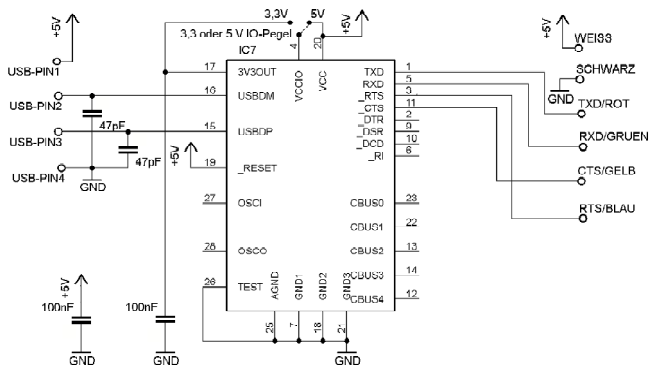 +5V
USB-PIN1
USB-PIN2
USB-PIN3
USB-PIN4
47pF
47pF
GND
+5V
3,3V
5V
+5V
3,3 oder 5 V IO-Pegel
IC7
4
20
17
3V3OUT
VCCIO
VCC
16
USBDM
15
USBDP
19
_RESET
27
OSCI
28
OSCO
26
TEST
AGND
GND1
GND2
GND3
25
7
18
21
GND
TXD
1
RXD
5
_RTS
3
_CTS
11
_DTR
2
_DSR
9
_DCD
10
_RI
6
CBUS0
23
CBUS1
22
CBUS2
13
CBUS3
14
CBUS4
12
+5V
WEISS
SCHWARZ
GND
TXD/ROT
RXD/GRUEN
CTS/GELB
RTS/BLAU
+5V
100nF
GND
100nF
GND